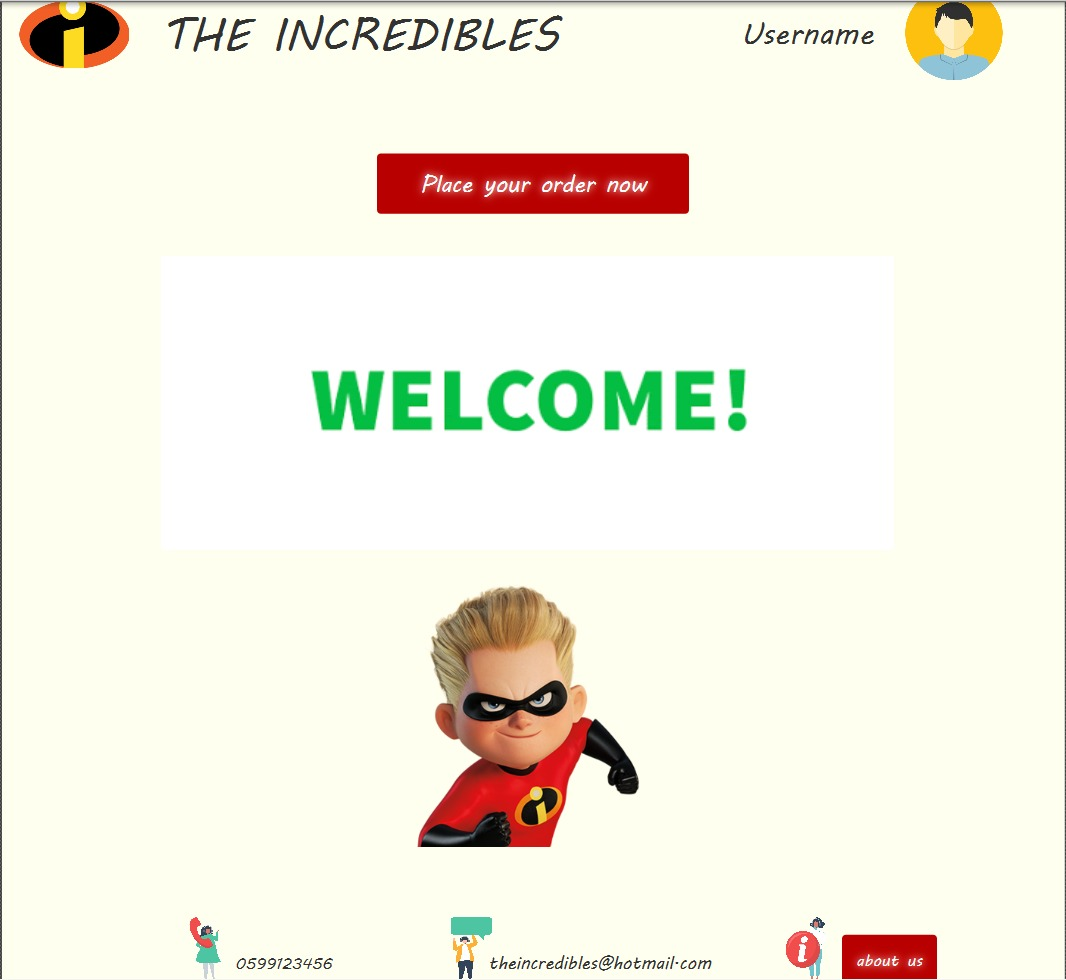 THE INCREDIBLES
Username
Place your order now
WELCOME!
0599123456
theincredibles@hotmail.com
about us